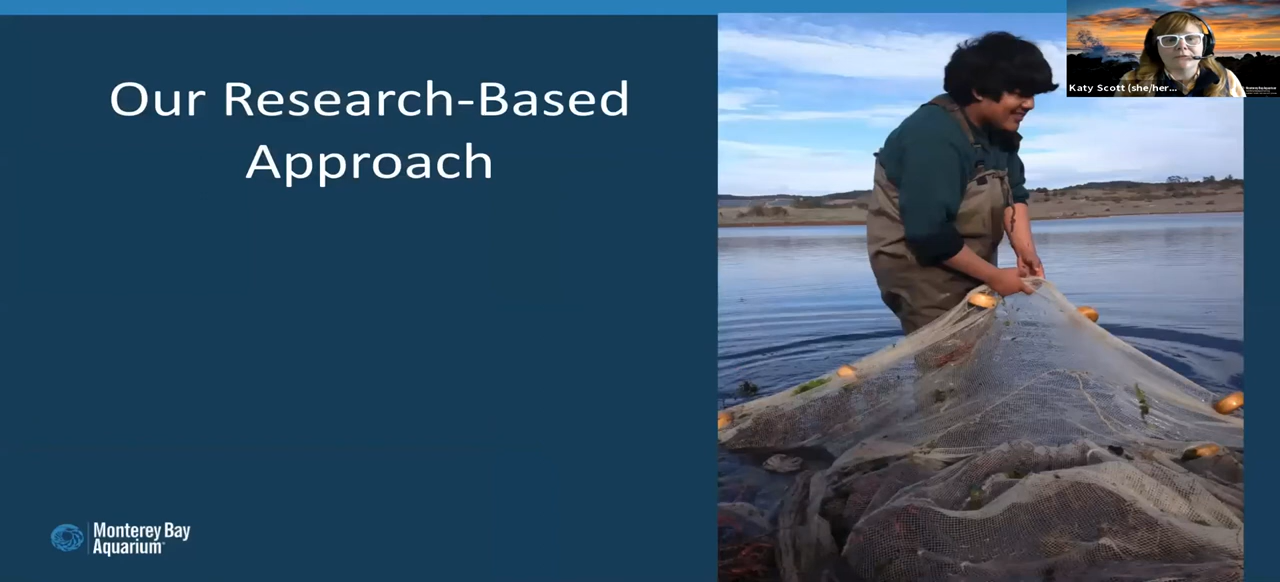 Our Research-Based
Approach
Katy Scott (she/her...
Monterey Bay
Aquarium